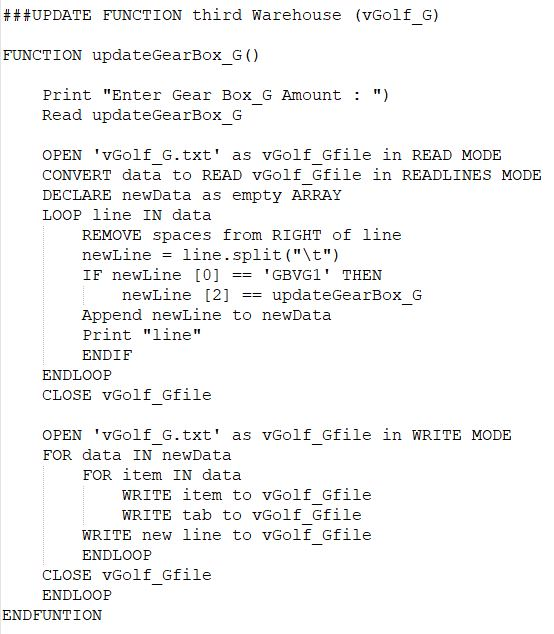 ###UPDATE FUNCTION third Warehouse (vGolf_G)
FUNCTION updateGearBox_G()
Print "Enter Gear Box_G Amount : ")
Read updateGearBox_G
OPEN 'vGolf_G.txt' as vGolf_Gfile in READ MODE
CONVERT data to READ vGolf_Gfile in READLINES MODE
DECLARE newData as empty ARRAY
LOOP line IN data
REMOVE spaces from RIGHT of line
newLine = line.split("\t")
IF newLine [0] == 'GBVG1' THEN
newLine [2] == updateGearBox_G
Append newLine to newData
Print "line"
ENDIF
ENDLOOP
CLOSE vGolf_Gfile
OPEN 'vGolf_G.txt' as vGolf_Gfile in WRITE MODE
FOR data IN newData
FOR item IN data
WRITE item to vGolf_Gfile
WRITE tab to vGolf_Gfile
WRITE new line to vGolf_Gfile
ENDLOOP
CLOSE vGolf_Gfile
ENDLOOP
ENDFUNTION